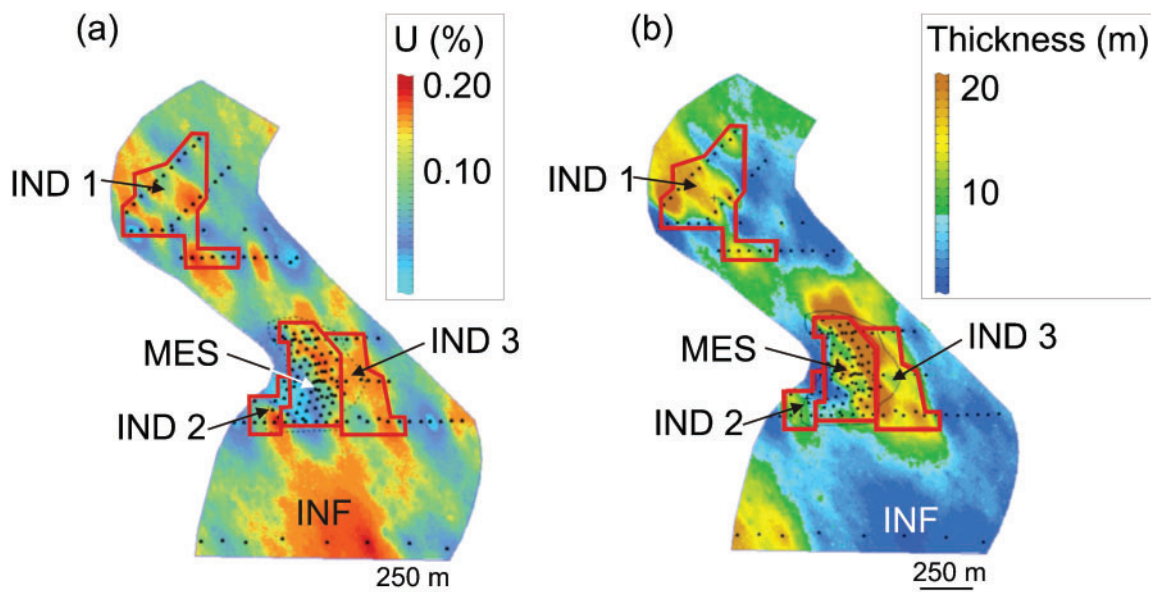 (a)
U (%)
0.20
0.10
IND 1
MES
IND 3
IND 2
INF
250 m
(b)
Thickness (m)
20
10
IND 1
MES
IND 3
IND 2
INF
250 m